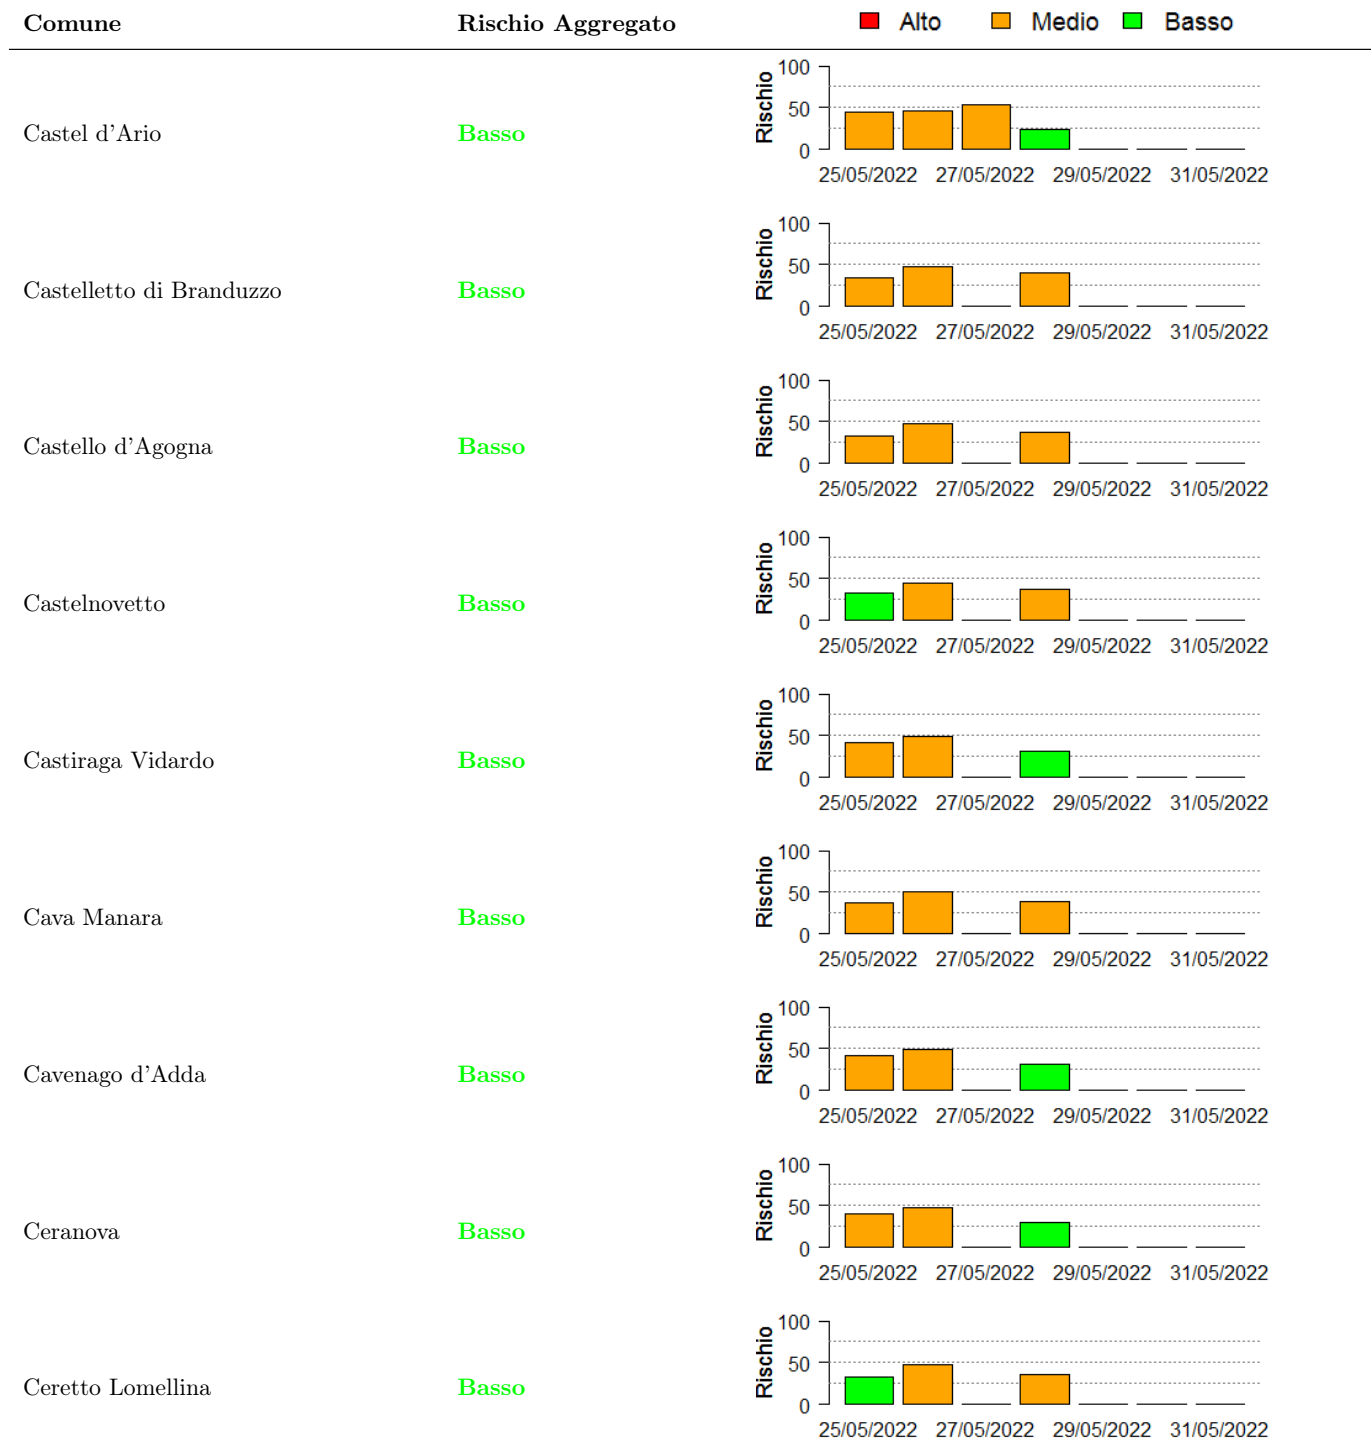 Comune Rischio Aggregato Alto Medio Basso
Castel d'Ario Basso
Rischio
100
50
0
25/05/2022 27/05/2022 29/05/2022 31/05/2022
Castelletto di Branduzzo Basso
Rischio
100
50
0
25/05/2022 27/05/2022 29/05/2022 31/05/2022
Castello d'Agogna Basso
Rischio
100
50
0
25/05/2022 27/05/2022 29/05/2022 31/05/2022
Castelnovetto Basso
Rischio
100
50
0
25/05/2022 27/05/2022 29/05/2022 31/05/2022
Castiraga Vidardo Basso
Rischio
100
50
0
25/05/2022 27/05/2022 29/05/2022 31/05/2022
Cava Manara Basso
Rischio
100
50
0
25/05/2022 27/05/2022 29/05/2022 31/05/2022
Cavenago d'Adda Basso
Rischio
100
50
0
25/05/2022 27/05/2022 29/05/2022 31/05/2022
Ceranova Basso
Rischio
100
50
0
25/05/2022 27/05/2022 29/05/2022 31/05/2022
Ceretto Lomellina Basso
Rischio
100
50
0
25/05/2022 27/05/2022 29/05/2022 31/05/2022